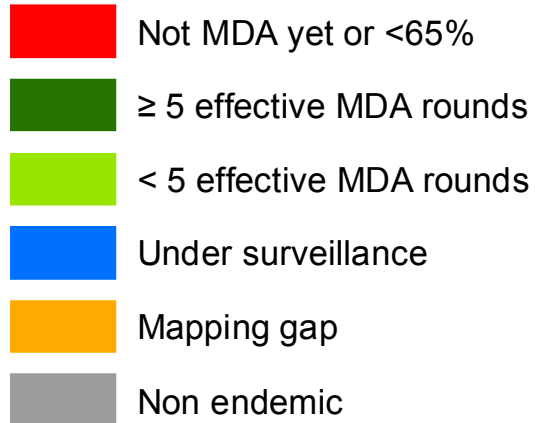 Not MDA yet or <65%
≥ 5 effective MDA rounds
< 5 effective MDA rounds
Under surveillance
Mapping gap
Non endemic